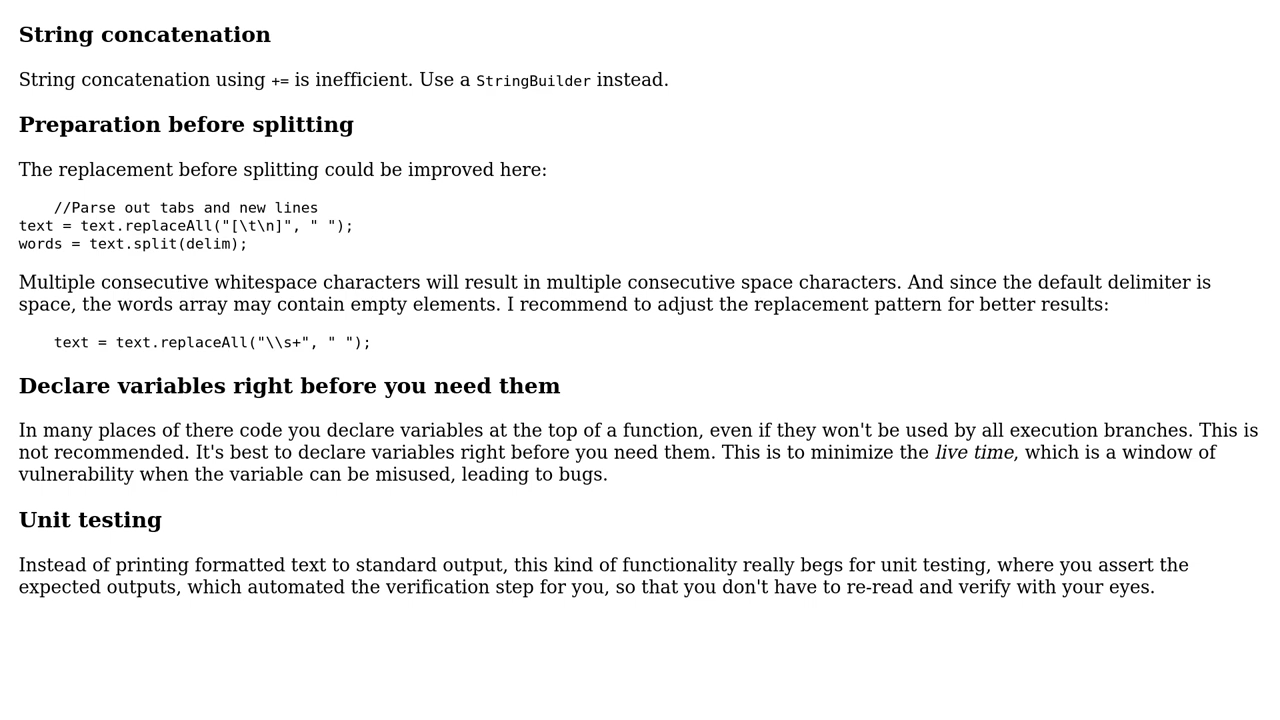 String concatenation
String concatenation using += is inefficient. Use a StringBuilder instead.
Preparation before splitting
The replacement before splitting could be improved here:
//Parse out tabs and new lines
text = text.replaceAll("[\t\n]", " ");
words = text.split(delim);
Multiple consecutive whitespace characters will result in multiple consecutive space characters. And since the default delimiter is
space, the words array may contain empty elements. I recommend to adjust the replacement pattern for better results:
text = text.replaceAll("\\s+", " ");
Declare variables right before you need them
In many places of there code you declare variables at the top of a function, even if they won't be used by all execution branches. This is
not recommended. It's best to declare variables right before you need them. This is to minimize the live time, which is a window of
vulnerability when the variable can be misused, leading to bugs.
Unit testing
Instead of printing formatted text to standard output, this kind of functionality really begs for unit testing, where you assert the
expected outputs, which automated the verification step for you, so that you don't have to re-read and verify with your eyes.